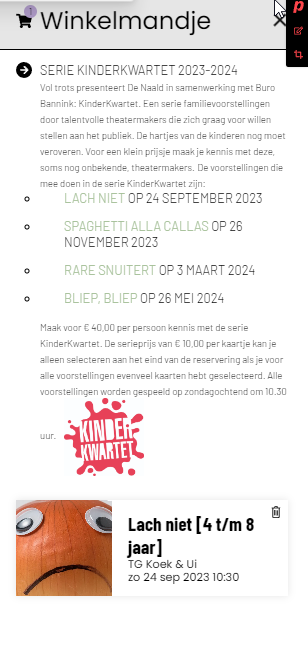 1
Winkelmandje
SERIE KINDERKWARTET 2023-2024
Vol trots presenteert De Naald in samenwerking met Buro
Bannink: KinderKwartet. Een serie familievoorstellingen
door talentvolle theatermakers die zich graag voor willen
stellen aan het publiek. De hartjes van de kinderen nog moet
veroveren. Voor een klein prijsje maak je kennis met deze,
soms nog onbekende, theatermakers. De voorstellingen die
mee doen in de serie KinderKwartet zijn:
LACH NIET OP 24 SEPTEMBER 2023
SPAGHETTI ALLA CALLAS OP 26
NOVEMBER 2023
RARE SNUITERT OP 3 MAART 2024
BLIEP, BLIEP OP 26 MEI 2024
Maak voor € 40,00 per persoon kennis met de serie
KinderKwartet. De serieprijs van € 10,00 per kaartje kan je
alleen selecteren aan het eind van de reservering als je voor
alle voorstellingen evenveel kaarten hebt geselecteerd. Alle
voorstellingen worden gespeeld op zondagochtend om 10.30
uur.
KINDER
KWARTET
Lach niet [4 t/m 8
jaar]
TG Koek & Ui
zo 24 sep 2023 10:30